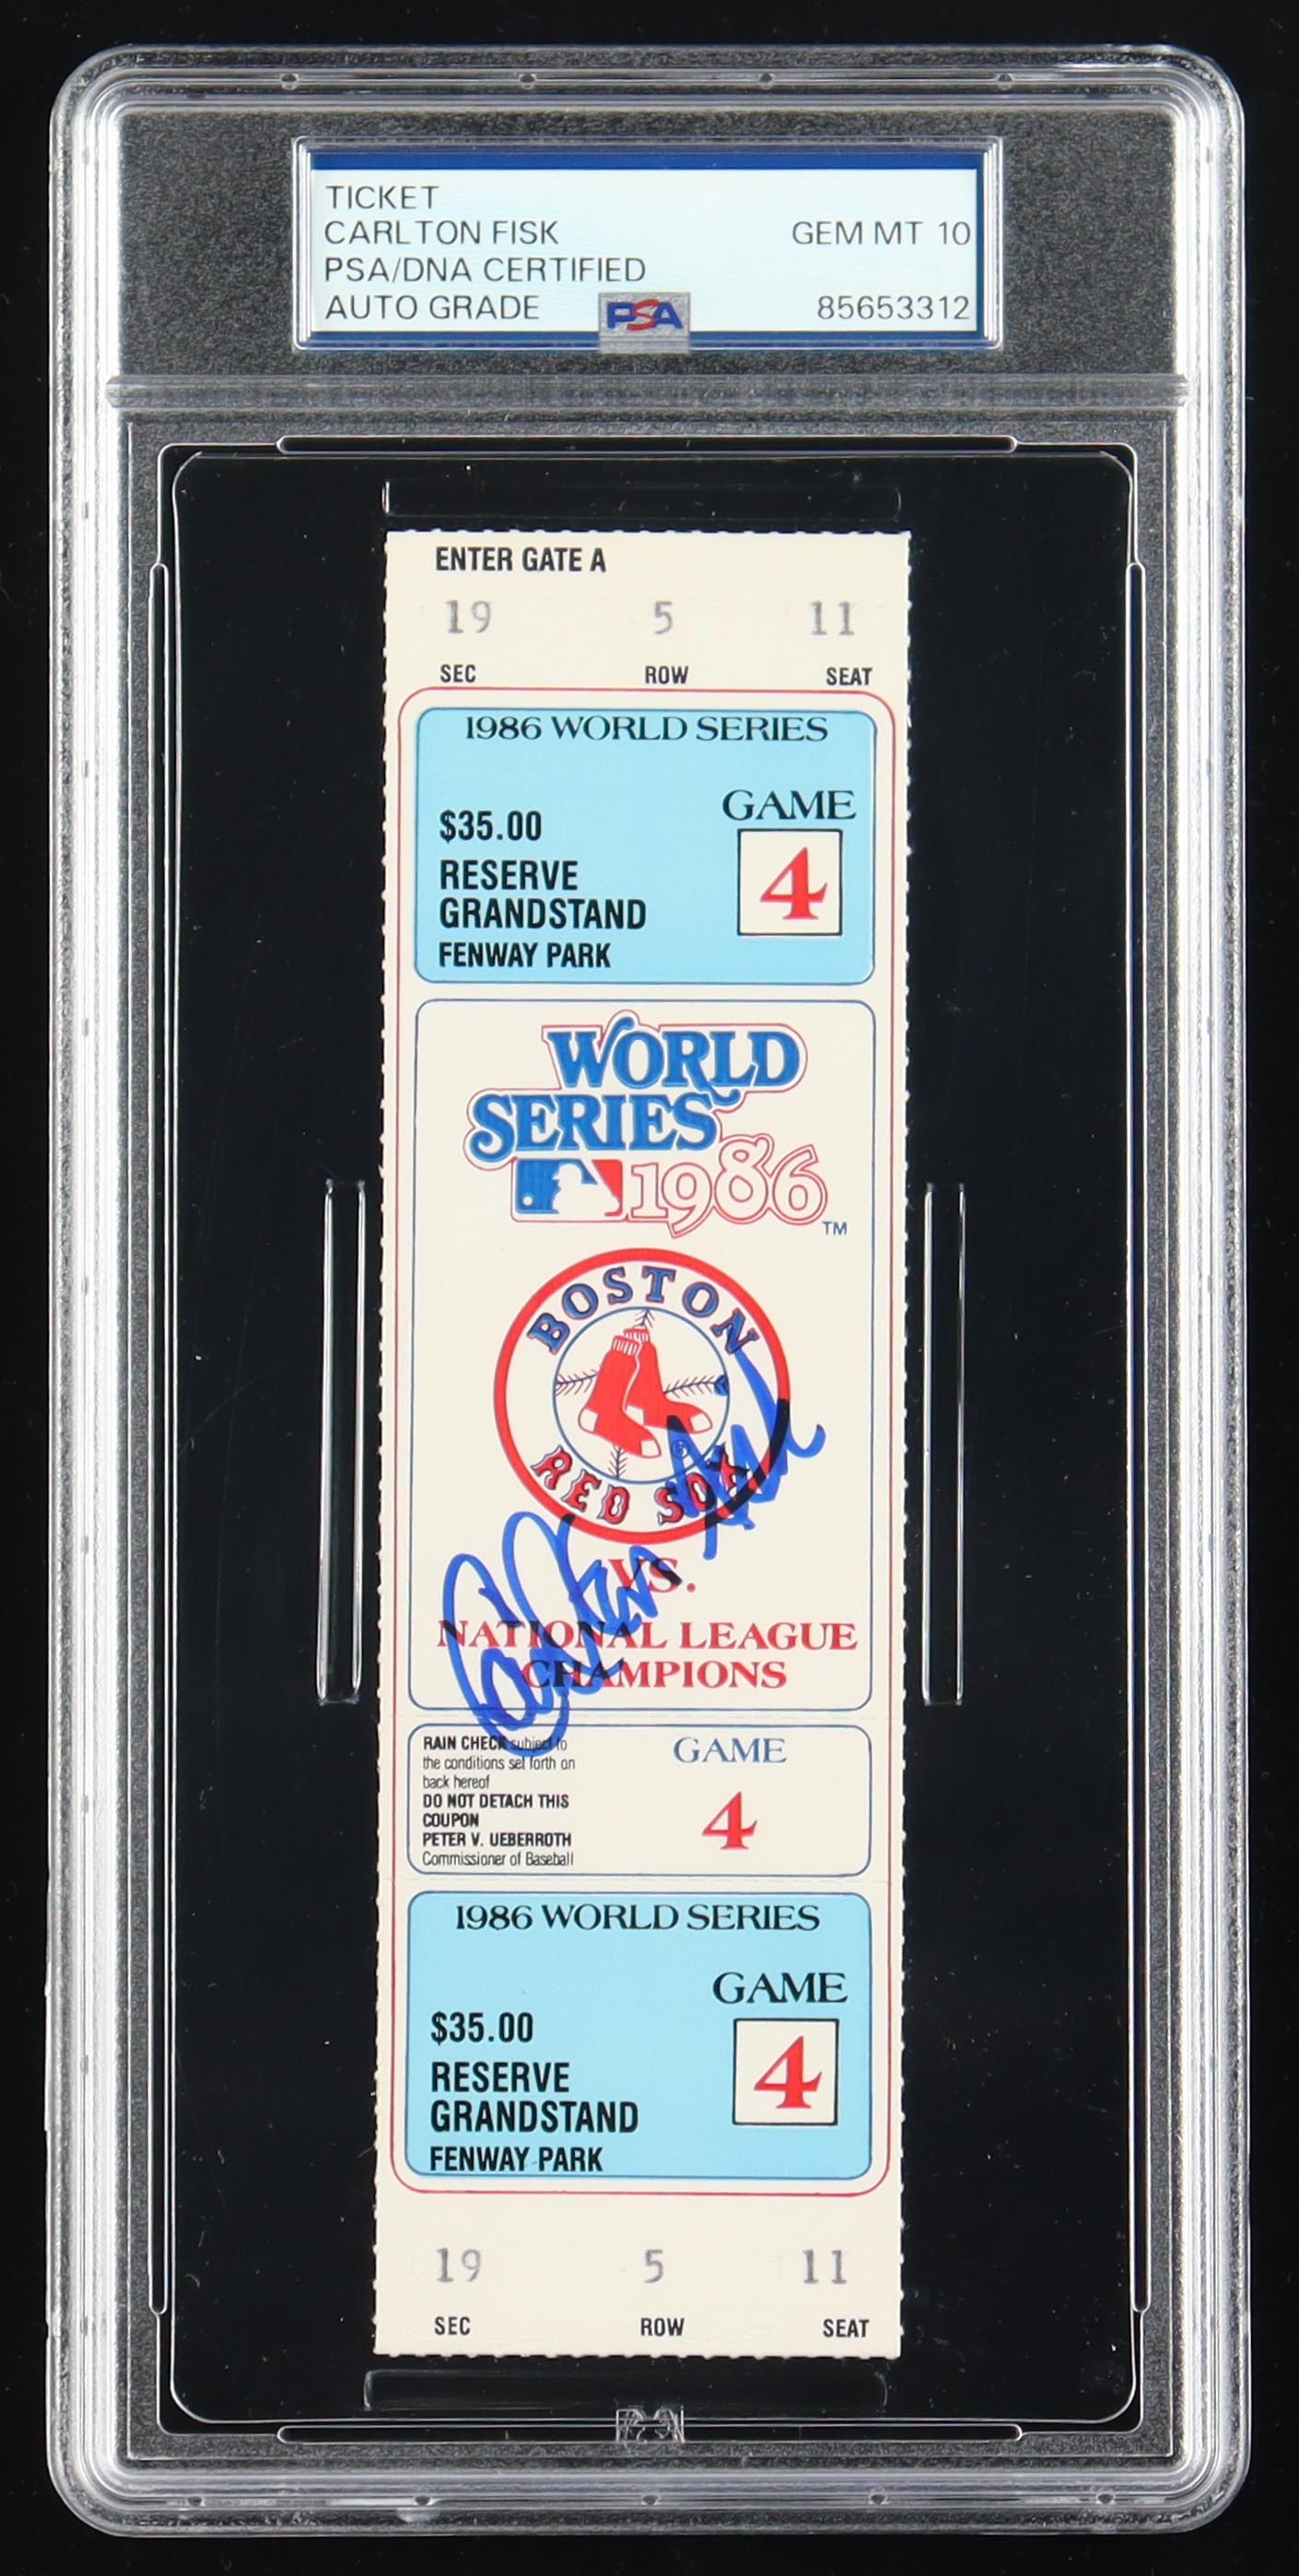 TICKET
CARLTON FISK GEM MT 10
PSA/DNA CERTIFIED
AUTO GRADE PSA 85653312
ENTER GATE A
19 5 11
SEC ROW SEAT
1986 WORLD SERIES
GAME
4
$35.00
RESERVE
GRANDSTAND
FENWAY PARK
WORLD
SERIES
1986
TM
BOSTON
RED SOX
®
Carlton Fisk
VS.
NATIONAL LEAGUE
CHAMPIONS
RAIN CHECK subject to
the conditions set forth on
back hereof
DO NOT DETACH THIS
COUPON
PETER V. UEBERROTH
Commissioner of Baseball
GAME
4
1986 WORLD SERIES
GAME
4
$35.00
RESERVE
GRANDSTAND
FENWAY PARK
19 5 11
SEC ROW SEAT